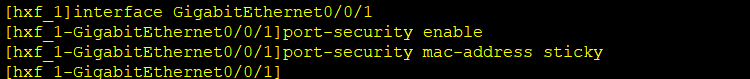 [hxf_1]interface GigabitEthernet0/0/1
[hxf_1-GigabitEthernet0/0/1]port-security enable
[hxf_1-GigabitEthernet0/0/1]port-security mac-address sticky
[hxf_1-GigabitEthernet0/0/1]